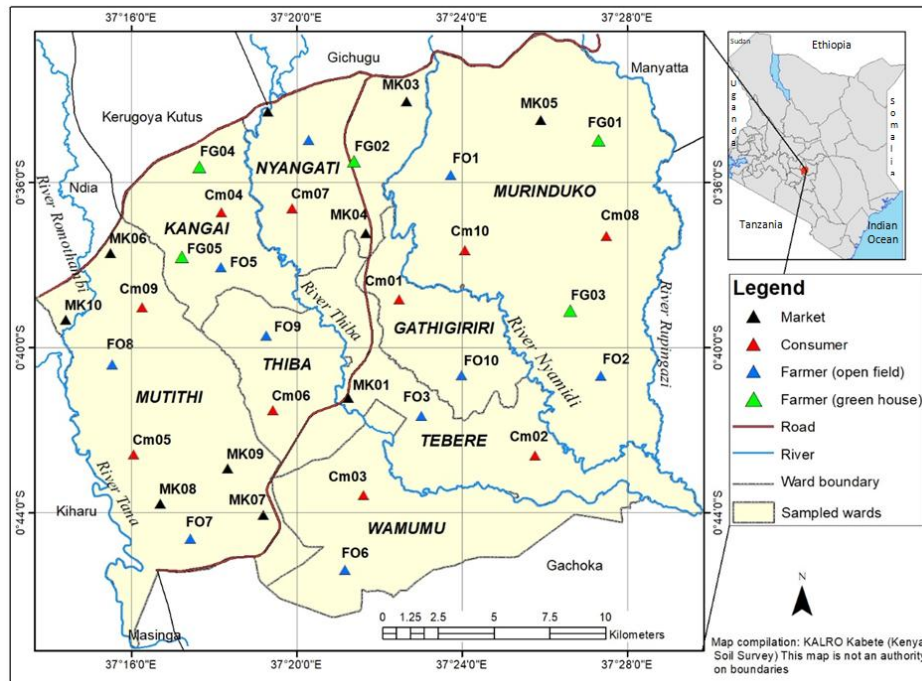 37°16'0"E 37°20'0"E 37°24'0"E 37°28'0"E
Gichugu
Manyatta
Kerugoya Kutus
MK03
MK05
FG01
FG04
NYANGATI
FG02
FO1
Ndia
0°36'0"S
0°36'0"S
MURINDUKO
Cm04
Cm07
KANGAI
MK04
Cm10
Cm08
River Romothambi
MK06
FG05
FO5
Cm01
River Thiba
Cm09
MK10
FG03
GATHIGIRIRI
River Nyamidi
River Rupingazi
FO9
0°40'0"S
0°40'0"S
FO8
THIBA
FO10
FO2
MUTITHI
Cm06
MK01
FO3
TEBERE
Cm05
Cm02
River Tana
MK09
Cm03
MK08
MK07
Kiharu
0°44'0"S
0°44'0"S
FO7
WAMUMU
FO6
Gachoka
Masinga
0 1.25 2.5 5 7.5 10
Kilometers
37°16'0"E 37°20'0"E 37°24'0"E 37°28'0"E
Sudan
Ethiopia
Uganda
Somalia
Tanzania
Indian
Ocean
Legend
Market
Consumer
Farmer (open field)
Farmer (green house)
Road
River
Ward boundary
Sampled wards
N
Map compilation: KALRO Kabete (Kenya
Soil Survey) This map is not an authority
on boundaries